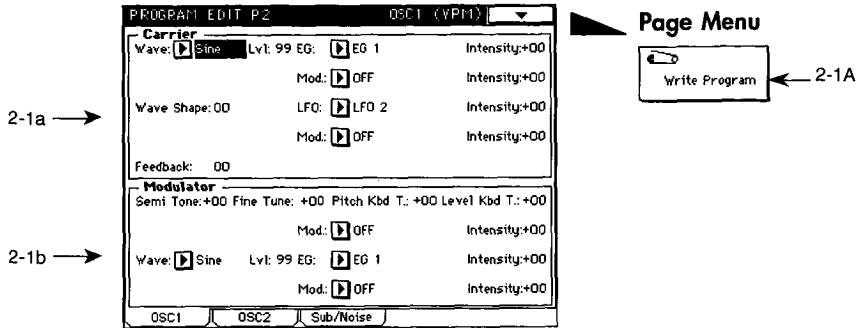 PROGRAM EDIT P2 OSC1 (VPM)
Carrier
Wave: Sine Lvl: 99 EG: EG 1 Intensity:+00
Mod.: OFF Intensity:+00
Wave Shape: 00 LFO: LFO 2 Intensity:+00
Mod.: OFF Intensity:+00
Feedback: 00
Modulator
Semi Tone:+00 Fine Tune: +00 Pitch Kbd T.: +00 Level Kbd T.: +00
Mod.: OFF Intensity:+00
Wave: Sine Lvl: 99 EG: EG 1 Intensity:+00
Mod.: OFF Intensity:+00
OSC1 OSC2 Sub/Noise
2-1a
2-1b
Page Menu
Write Program
2-1A